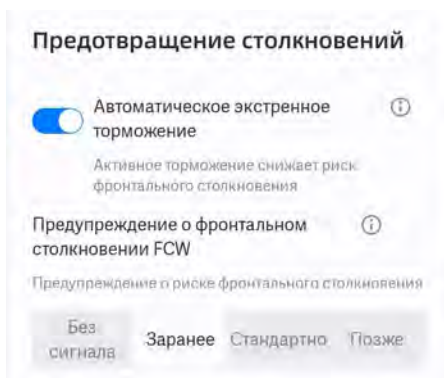 Предотвращение столкновений
Автоматическое экстренное
торможение
Активное торможение снижает риск
фронтального столкновения
Предупреждение о фронтальном
столкновении FCW
Предупреждение о риске фронтального столкновения
Без
сигнала
Заранее
Стандартно
Позже